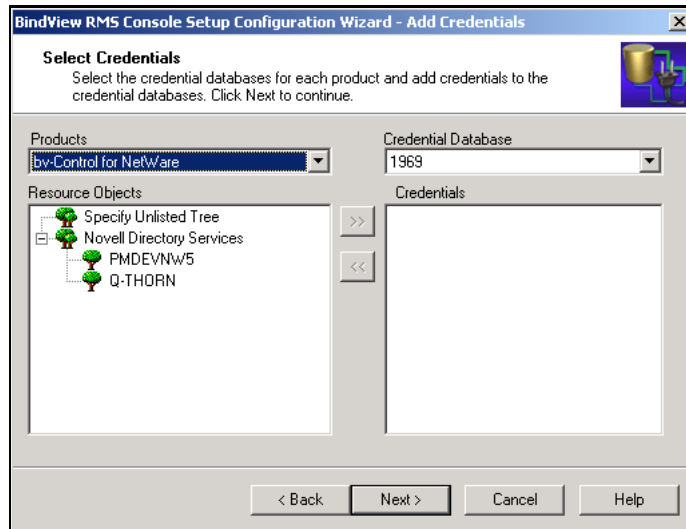 BindView RMS Console Setup Configuration Wizard - Add Credentials
Select Credentials
Select the credential databases for each product and add credentials to the
credential databases. Click Next to continue.
Products
Credential Database
bv-Control for NetWare
1969
Resource Objects
Credentials
Specify Unlisted Tree
>>
Novell Directory Services
PMDEVNW5
<<
Q-THORN
< Back
Next >
Cancel
Help